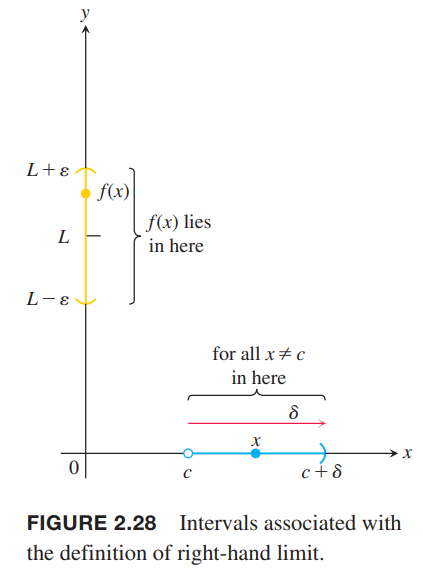 y
L + ε
f(x)
f(x) lies
in here
L
L − ε
for all x ≠ c
in here
δ
x
x
0
c
c + δ
FIGURE 2.28 Intervals associated with
the definition of right-hand limit.